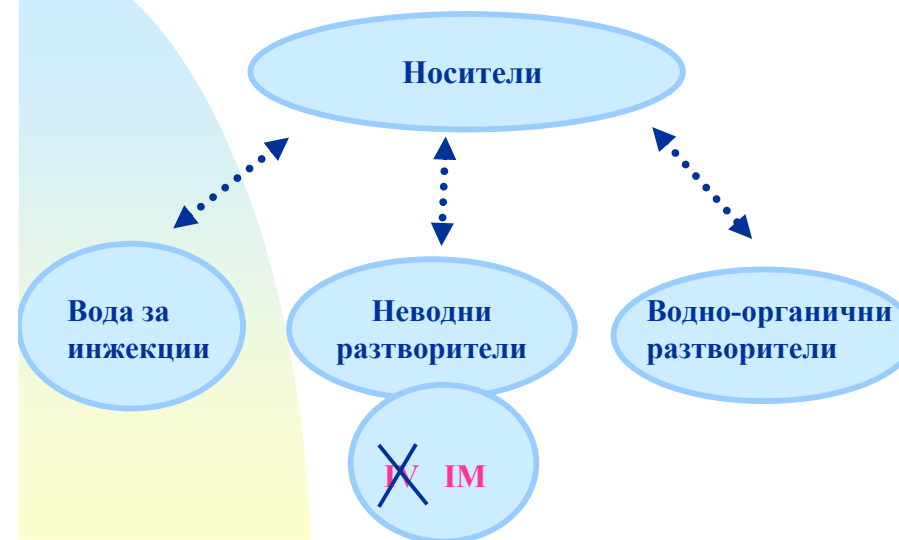 Носители
Вода за
инжекции
Неводни
разтворители
Водно-органични
разтворители
IV IM